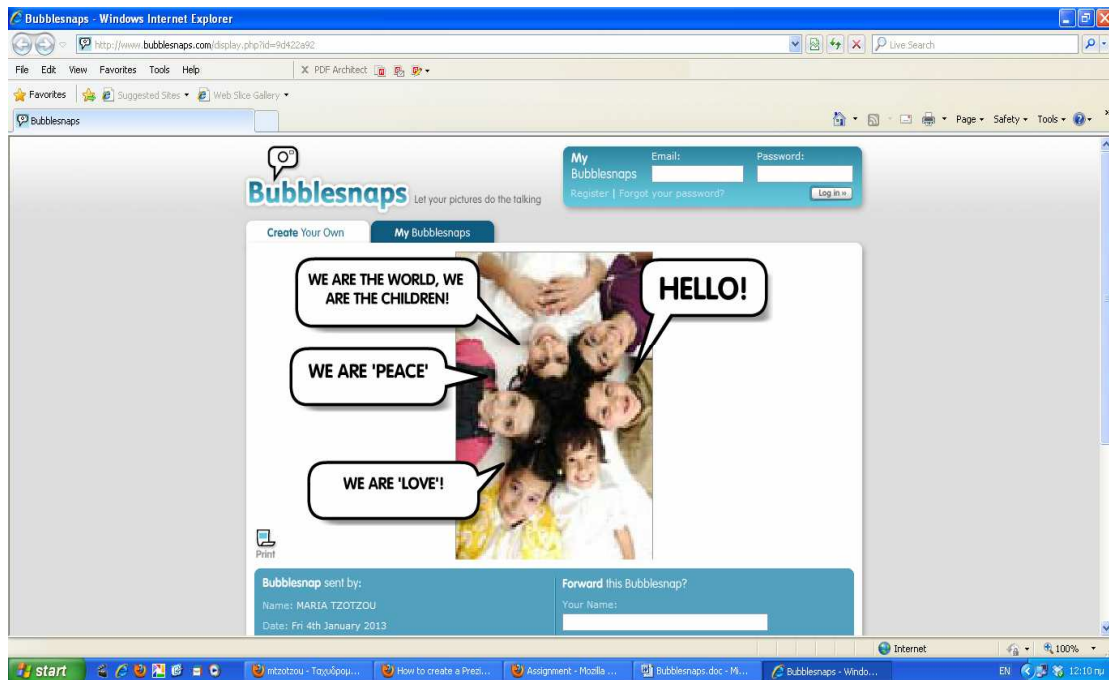 Bubblesnaps - Windows Internet Explorer
http://www.bubblesnaps.com/display.php?id=9d422a92
Live Search
File Edit View Favorites Tools Help
X PDF Architect
Favorites
Suggested Sites
Web Slice Gallery
Bubblesnaps
Page Safety Tools
Bubblesnaps
Let your pictures do the talking
My Bubblesnaps
Email:
Password:
Register | Forgot your password?
Log in »
Create Your Own
My Bubblesnaps
WE ARE THE WORLD, WE
ARE THE CHILDREN!
HELLO!
WE ARE 'PEACE'
WE ARE 'LOVE'!
Print
Bubblesnap sent by:
Name: MARIA TZOTZOU
Date: Fri 4th January 2013
Forward this Bubblesnap?
Your Name:
Internet
100%
start
mtzotzou - Ταχυδρομ...
How to create a Prezi...
Assignment - Mozilla ...
Bubblesnaps.doc - Mi...
Bubblesnaps - Windo...
EN
12:10 πμ